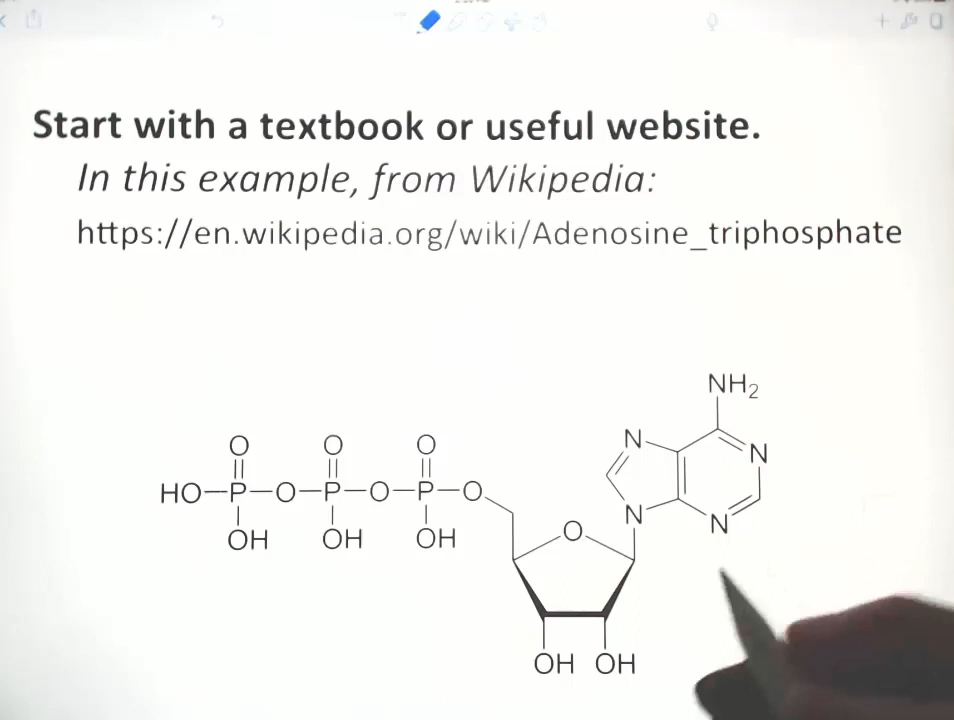 Start with a textbook or useful website.
In this example, from Wikipedia:
https://en.wikipedia.org/wiki/Adenosine_triphosphate
NH2
O O O N N
HO P O P O P O
OH OH OH O N N
OH OH